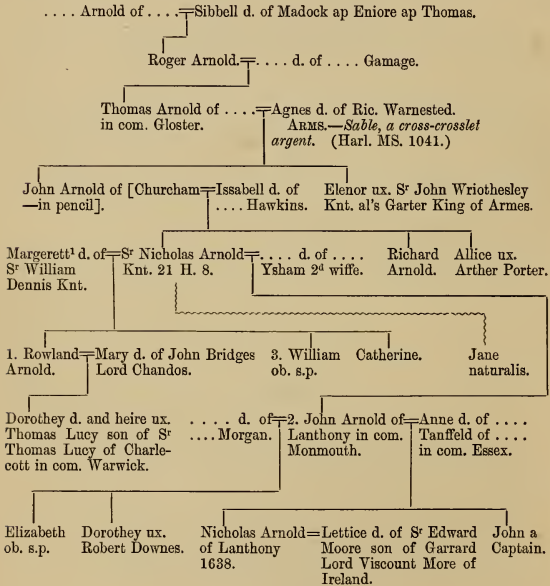 . . . . Arnold of . . . .=Sibbell d. of Madock ap Eniore ap Thomas.
Roger Arnold.=. . . . d. of . . . . Gamage.
Thomas Arnold of . . . .=Agnes d. of Ric. Warnested.
in com. Gloster. ARMS.—Sable, a cross-crosslet
argent. (Harl. MS. 1041.)
John Arnold of [Churcham=Issabell d. of Elenor ux. Sr John Wriothesley
—in pencil]. . . . . Hawkins. Knt. al's Garter King of Armes.
Margerett¹ d. of=Sr Nicholas Arnold=. . . . d. of . . . . Richard Allice ux.
Sr William Knt. 21 H. 8. Ysham 2d wiffe. Arnold. Arther Porter.
Dennis Knt.
1. Rowland=Mary d. of John Bridges 3. William Catherine. Jane
Arnold. Lord Chandos. ob. s.p. naturalis.
Dorothey d. and heire ux. . . . . d. of=2. John Arnold of=Anne d. of . . . .
Thomas Lucy son of Sr . . . . Morgan. Lanthony in com. Tanffeld of . . . .
Thomas Lucy of Charle- Monmouth. in com. Essex.
cott in com. Warwick.
Elizabeth Dorothey ux. Nicholas Arnold=Lettice d. of Sr Edward John a
ob. s.p. Robert Downes. of Lanthony Moore son of Garrard Captain.
1638. Lord Viscount More of
Ireland.